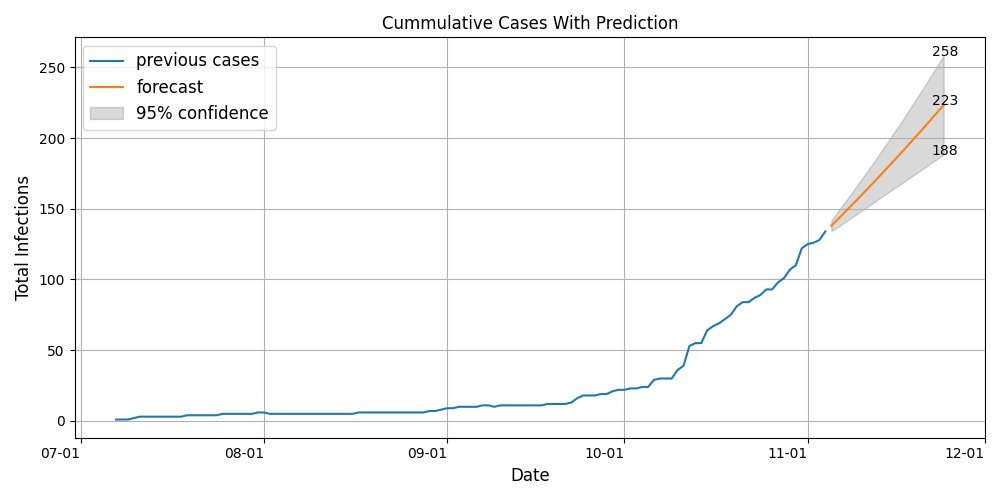 Cummulative Cases With Prediction
previous cases
forecast
95% confidence
258
223
188
250
200
150
100
50
0
Total Infections
07-01
08-01
09-01
10-01
11-01
12-01
Date